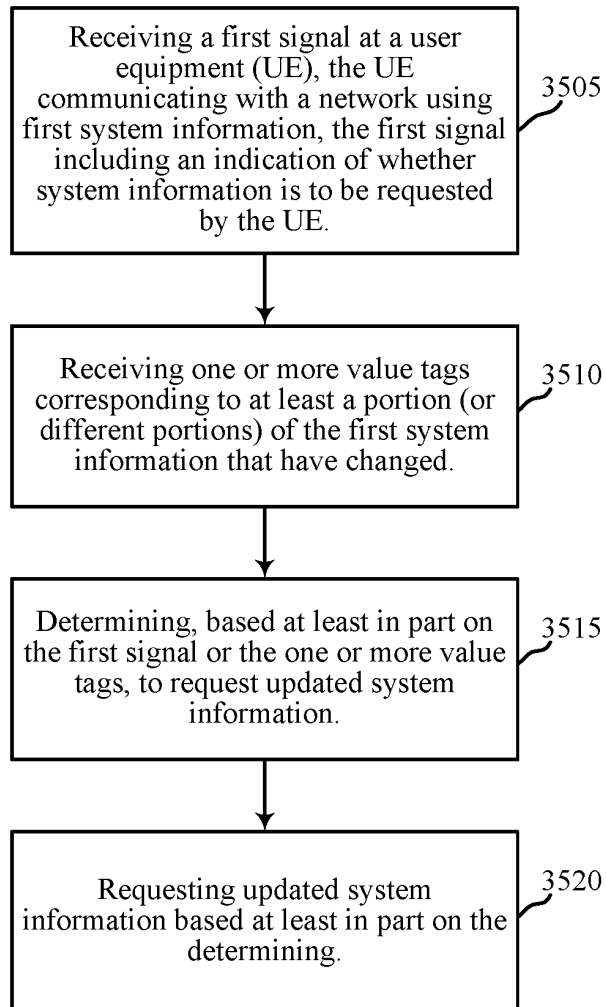 Receiving a first signal at a user
equipment (UE), the UE
communicating with a network using
first system information, the first signal
including an indication of whether
system information is to be requested
by the UE.
3505
Receiving one or more value tags
corresponding to at least a portion (or
different portions) of the first system
information that have changed.
3510
Determining, based at least in part on
the first signal or the one or more value
tags, to request updated system
information.
3515
Requesting updated system
information based at least in part on the
determining.
3520